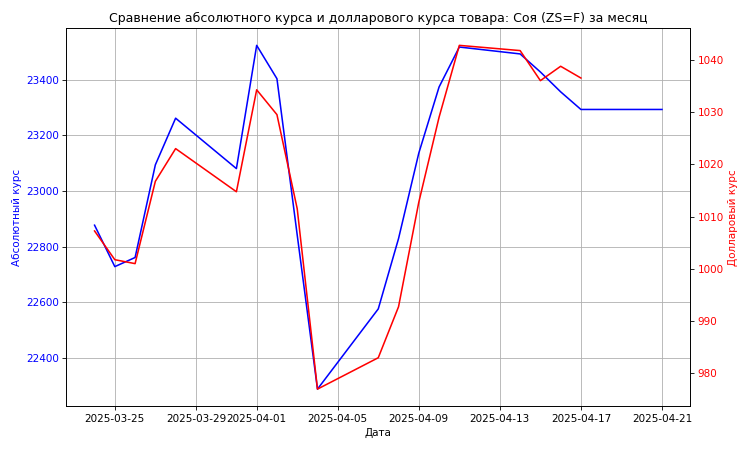 Сравнение абсолютного курса и долларового курса товара: Соя (ZS=F) за месяц
Абсолютный курс
23400
23200
23000
22800
22600
22400
1040
1030
1020
1010
1000
990
980
Долларовый курс
2025-03-25 2025-03-29 2025-04-01 2025-04-05 2025-04-09 2025-04-13 2025-04-17 2025-04-21
Дата